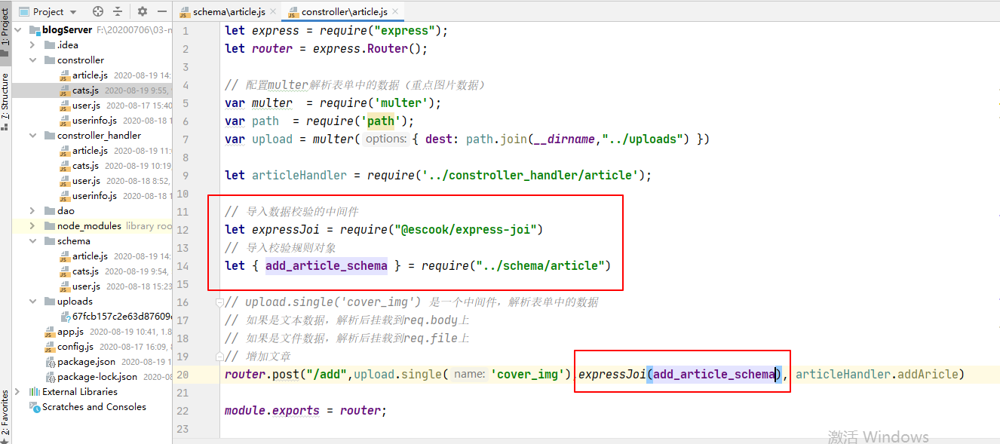 1: Project
7: Structure
2: Favorites
Project
blogServer F:\20200706\03-
.idea
constroller
article.js 2020-08-19 14:
cats.js 2020-08-19 9:55,
user.js 2020-08-17 15:40
userinfo.js 2020-08-18 1
constroller_handler
article.js 2020-08-19 11:
cats.js 2020-08-19 10:19,
user.js 2020-08-18 8:52,
userinfo.js 2020-08-18 1
dao
node_modules library roo
schema
article.js 2020-08-19 14:
cats.js 2020-08-19 9:54,
user.js 2020-08-18 15:23
uploads
67fcb157c2e63d87609
app.js 2020-08-19 10:41, 1.8
config.js 2020-08-17 16:09, 8
package.json 2020-08-19
package-lock.json 2020-08
External Libraries
Scratches and Consoles
schema\article.js
constroller\article.js
1 let express = require("express");
2 let router = express.Router();
3
4 // 配置multer解析表单中的数据（重点图片数据）
5 var multer  = require('multer');
6 var path  = require('path');
7 var upload = multer( options: { dest: path.join(__dirname,"../uploads") })
8
9 let articleHandler = require('../constroller_handler/article');
10
11 // 导入数据校验的中间件
12 let expressJoi = require("@escook/express-joi")
13 // 导入校验规则对象
14 let { add_article_schema } = require("../schema/article")
15
16 // upload.single('cover_img') 是一个中间件，解析表单中的数据
17 // 如果是文本数据，解析后挂载到req.body上
18 // 如果是文件数据，解析后挂载到req.file上
19 // 增加文章
20 router.post("/add",upload.single( name: 'cover_img'),expressJoi(add_article_schema), articleHandler.addAricle)
21
22 module.exports = router;
23
激活 Windows